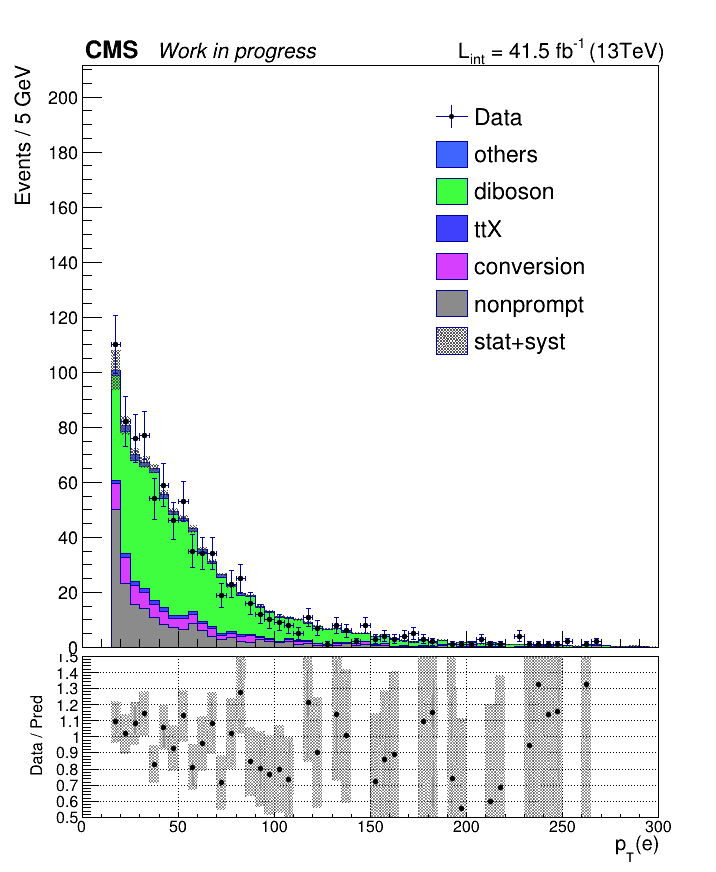 CMS Work in progress L_int = 41.5 fb^-1 (13TeV)
Events / 5 GeV
200
180
160
140
120
100
80
60
40
20
0
Data
others
diboson
ttX
conversion
nonprompt
stat+syst
Data / Pred
1.5
1.4
1.3
1.2
1.1
1
0.9
0.8
0.7
0.6
0.5
0 50 100 150 200 250 300
p_T(e)